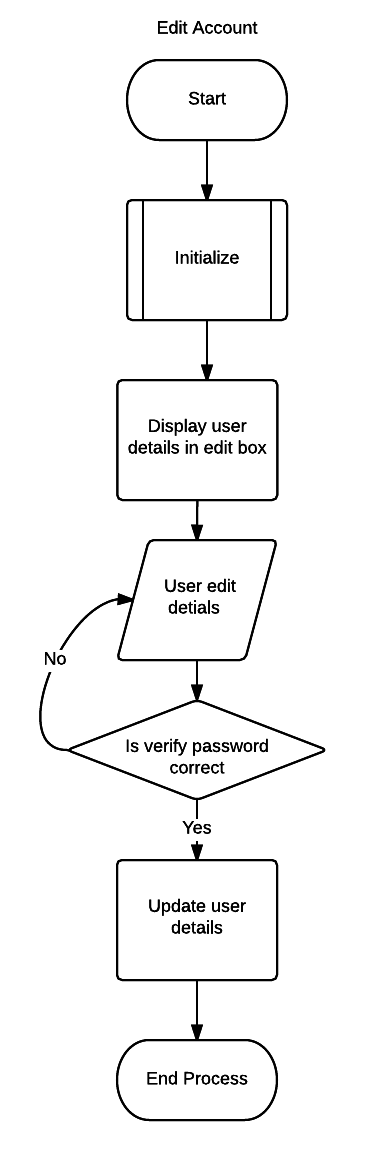 Edit Account
Start
Initialize
Display user
details in edit box
User edit
detials
No
Is verify password
correct
Yes
Update user
details
End Process